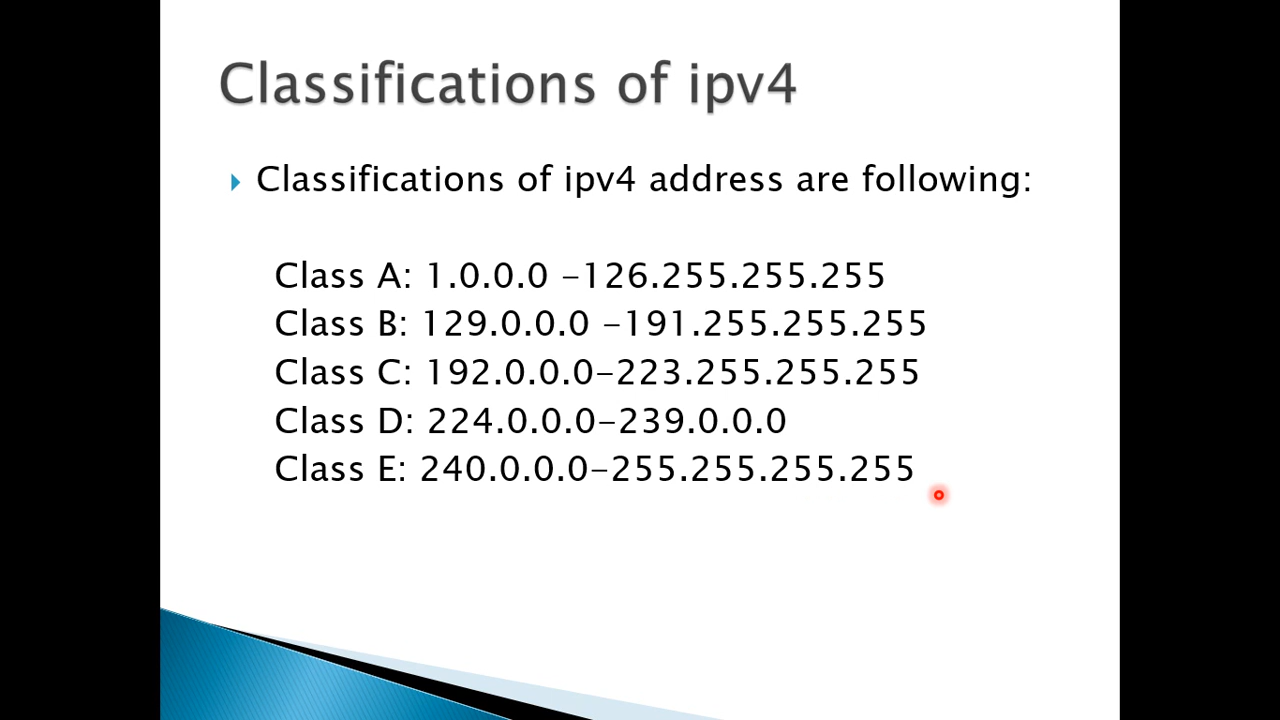 Classifications of ipv4
Classifications of ipv4 address are following:
Class A: 1.0.0.0 -126.255.255.255
Class B: 129.0.0.0 -191.255.255.255
Class C: 192.0.0.0-223.255.255.255
Class D: 224.0.0.0-239.0.0.0
Class E: 240.0.0.0-255.255.255.255